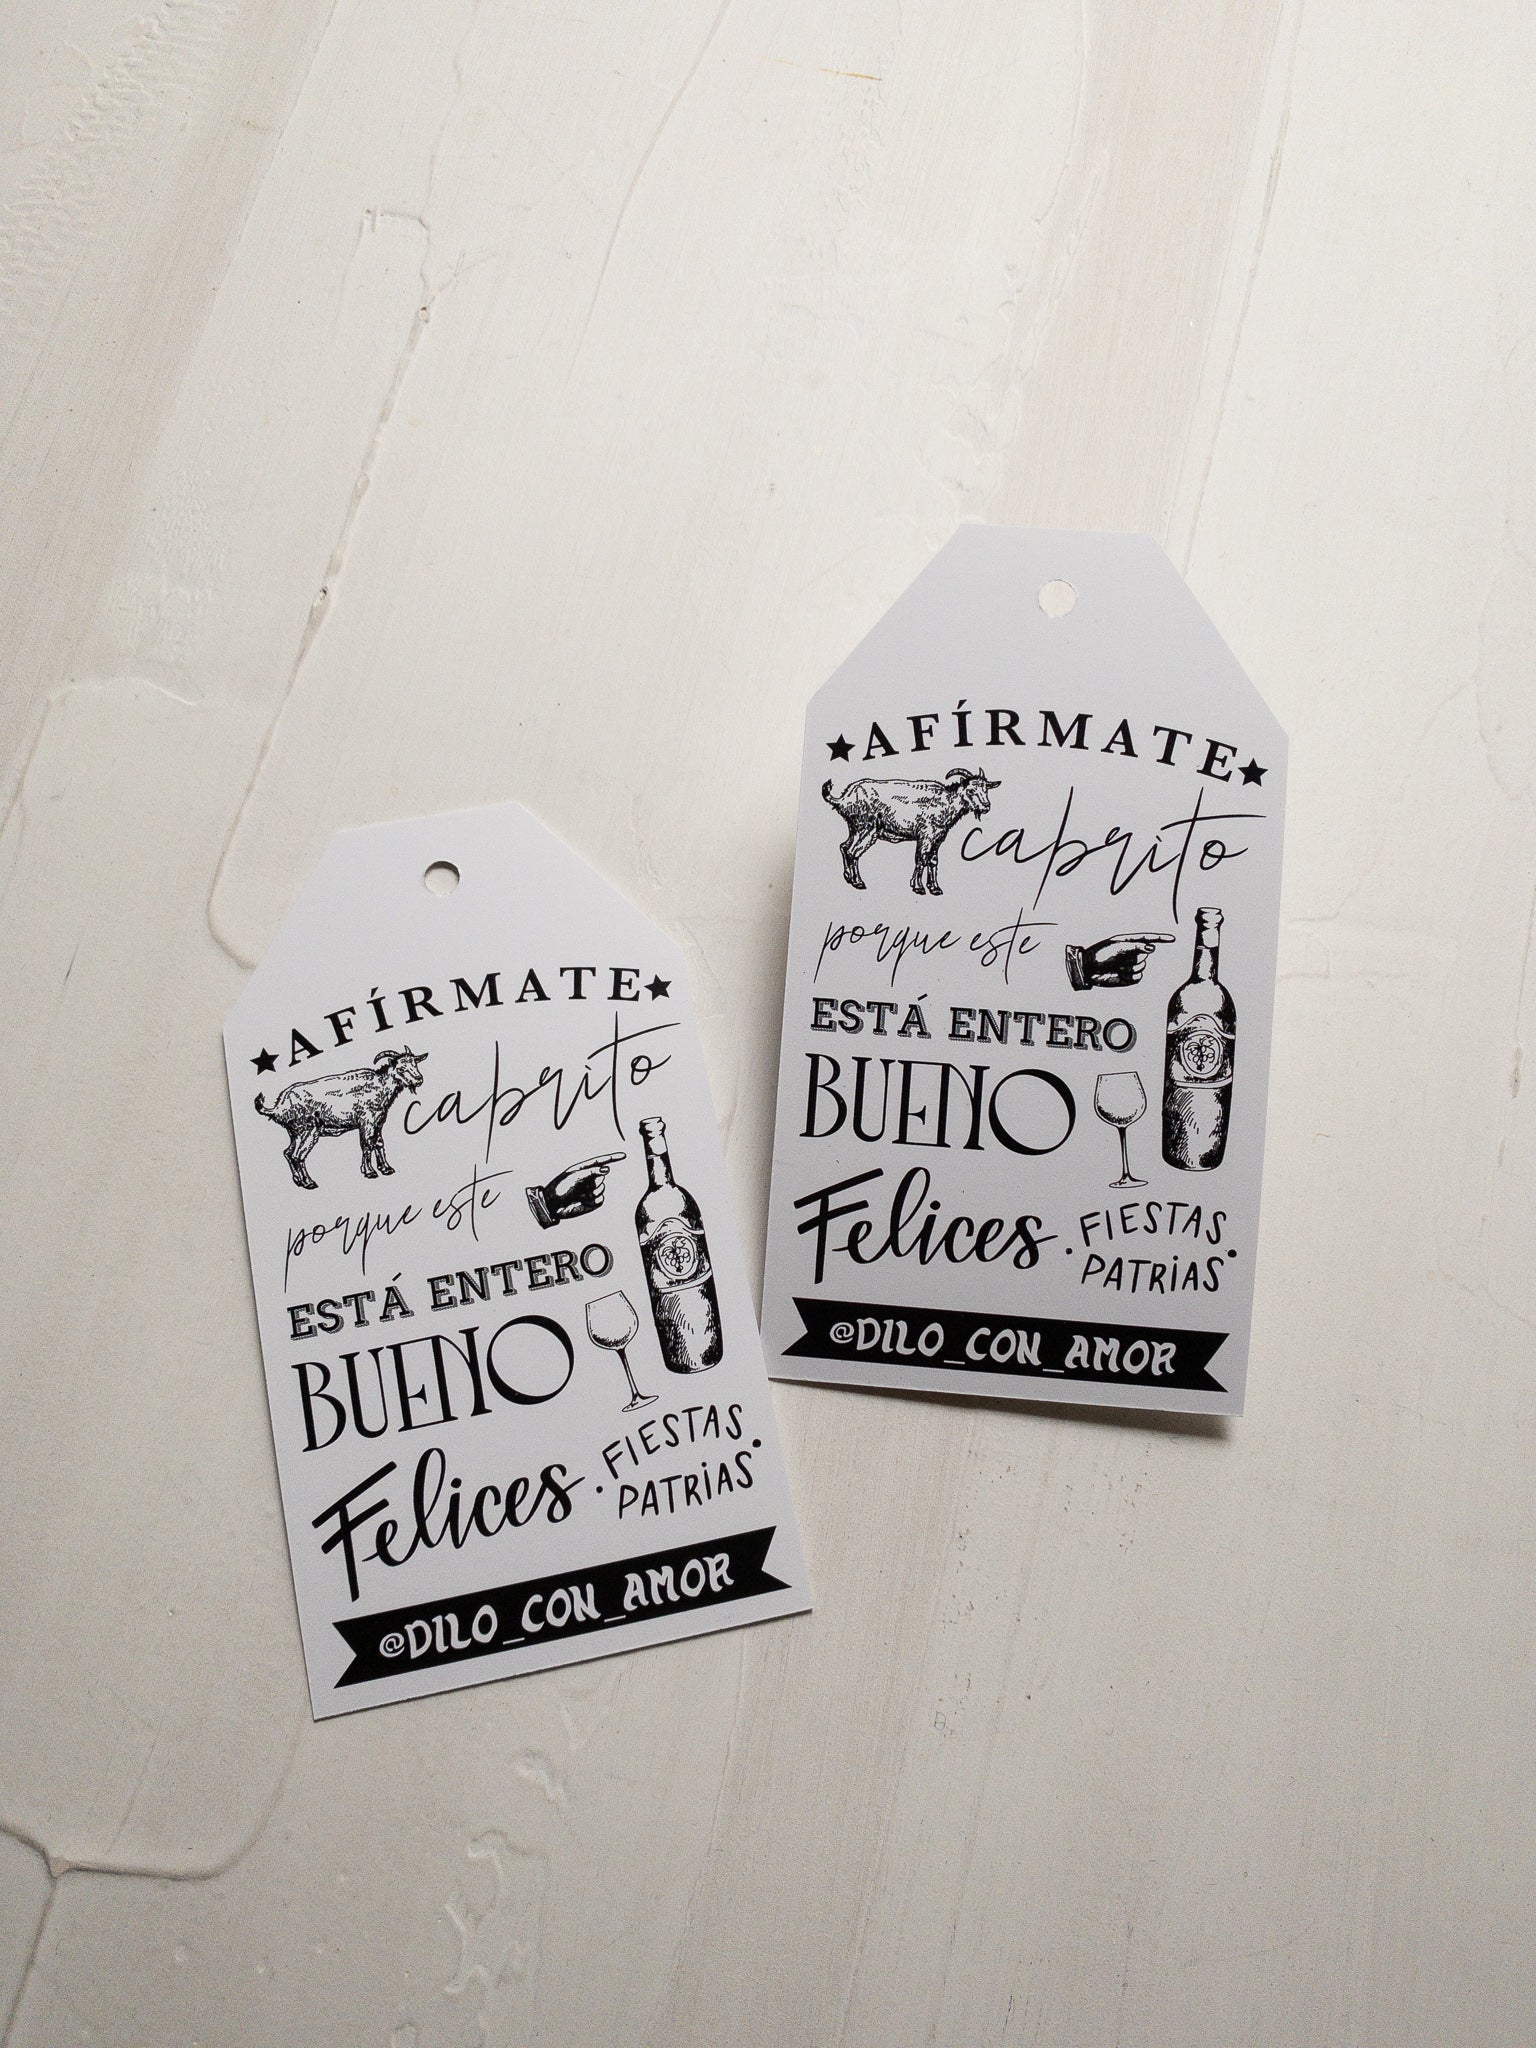 ★AFÍRMATE★
cabrito
porque este
ESTÁ ENTERO
BUENO
Felices
.FIESTAS
PATRIAS.
@DILO_CON_AMOR
★AFÍRMATE★
cabrito
porque este
ESTÁ ENTERO
BUENO
Felices
.FIESTAS
PATRIAS.
@DILO_CON_AMOR